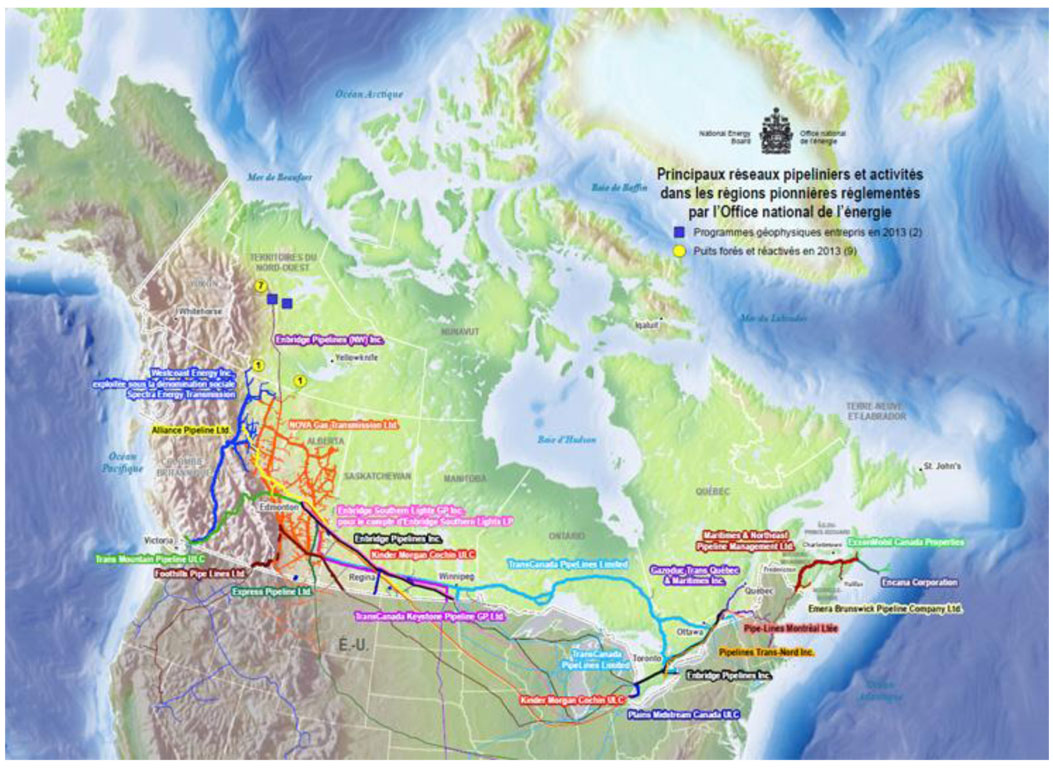 Océan Arctique
National Energy
Board
Office national
de l'énergie
Mer de Beaufort
Baie de Baffin
Principaux réseaux pipeliniers et activités
dans les régions pionnières réglementés
par l'Office national de l'énergie
Programmes géophysiques entrepris en 2013 (2)
Puits forés et réactivés en 2013 (9)
TERRITOIRES DU
NORD-OUEST
YUKON
7
Whitehorse
Iqaluit
Mer du Labrador
NUNAVUT
Enbridge Pipelines (NW) Inc.
Yellowknife
1
1
Westcoast Energy Inc.
exploitée sous la dénomination sociale
Spectra Energy Transmission
Alliance Pipeline Ltd.
NOVA Gas Transmission Ltd.
ALBERTA
TERRE-NEUVE-
ET-LABRADOR
Océan
Pacifique
COLOMBIE-
BRITANNIQUE
Baie d'Hudson
SASKATCHEWAN
MANITOBA
St. John's
QUÉBEC
Edmonton
Enbridge Southern Lights GP Inc.
pour le compte d'Enbridge Southern Lights LP
Enbridge Pipelines Inc.
ONTARIO
Maritimes & Northeast
Pipeline Management Ltd.
Charlottetown
ExxonMobil Canada Properties
Victoria
Trans Mountain Pipeline ULC
Kinder Morgan Cochin ULC
TransCanada PipeLines Limited
Gazoduc Trans Québec
& Maritimes Inc.
Fredericton
Halifax
Encana Corporation
Foothills Pipe Lines Ltd.
Regina
Winnipeg
Québec
Express Pipeline Ltd.
Emera Brunswick Pipeline Company Ltd.
TransCanada Keystone Pipeline GP Ltd.
Ottawa
Pipe-Lines Montréal Ltée
É.-U.
TransCanada
PipeLines Limited
Toronto
Pipelines Trans-Nord Inc.
Enbridge Pipelines Inc.
Océan
Atlantique
Kinder Morgan Cochin ULC
Plains Midstream Canada ULC